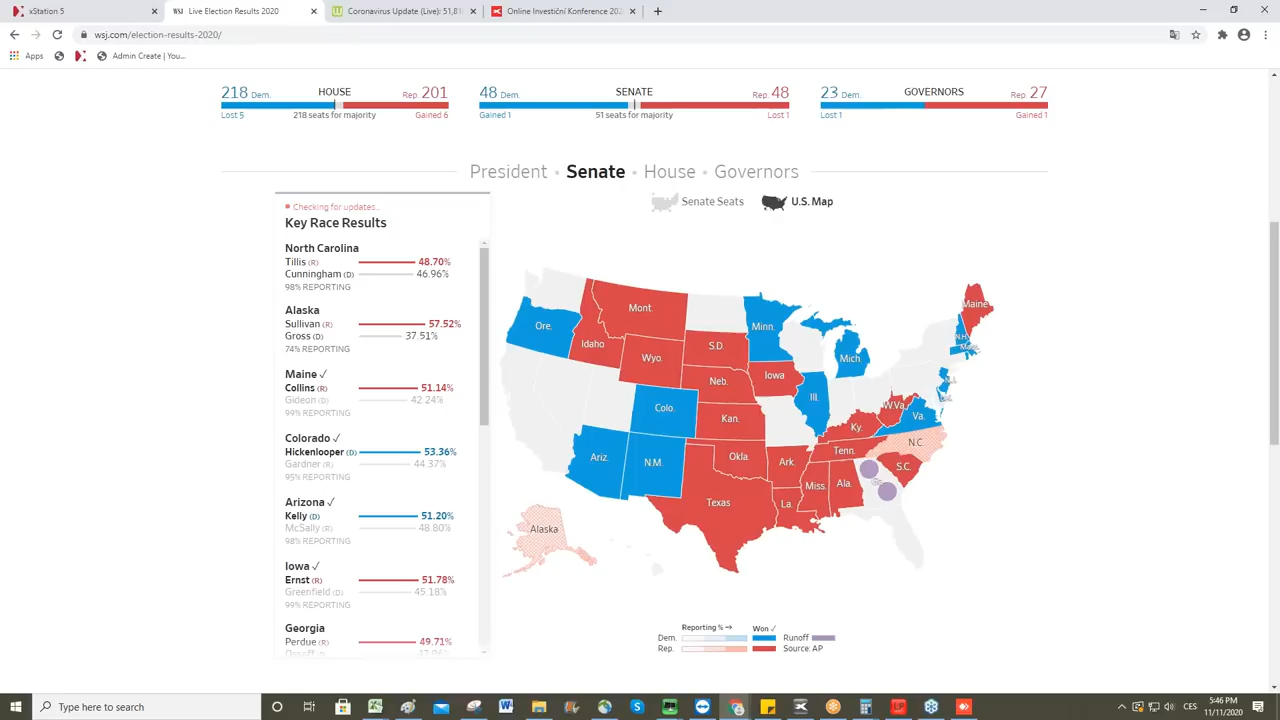 xStation 5
WSJ Live Election Results 2020
Coronavirus Update (Live): 51,81
Online Investiční Konference 202
wsj.com/election-results-2020/
Apps
Admin Create | You...
218 Dem. HOUSE Rep. 201
Lost 5 218 seats for majority Gained 6
48 Dem. SENATE Rep. 48
Gained 1 51 seats for majority Lost 1
23 Dem. GOVERNORS Rep. 27
Lost 1 Gained 1
President • Senate • House • Governors
Senate Seats U.S. Map
Checking for updates..
Key Race Results
North Carolina
Tillis (R) 48.70%
Cunningham (D) 46.96%
98% REPORTING
Alaska
Sullivan (R) 57.52%
Gross (D) 37.51%
74% REPORTING
Maine ✓
Collins (R) 51.14%
Gideon (D) 42.24%
99% REPORTING
Colorado ✓
Hickenlooper (D) 53.36%
Gardner (R) 44.37%
95% REPORTING
Arizona ✓
Kelly (D) 51.20%
McSally (R) 48.80%
98% REPORTING
Iowa ✓
Ernst (R) 51.78%
Greenfield (D) 45.18%
99% REPORTING
Georgia
Perdue (R) 49.71%
Maine
Mont.
Ore.
Minn.
N.H.
Idaho
S.D.
Wyo.
Mich.
Iowa
Neb.
Ill.
Colo.
W.Va.
Va.
Kan.
Ky.
N.C.
Tenn.
Okla.
Ariz.
N.M.
Ark.
S.C.
Miss.
Ala.
Texas
La.
Alaska
Reporting % → Won ✓
Dem. Runoff
Rep. Source: AP
Type here to search
CES
5:46 PM
11/11/2020